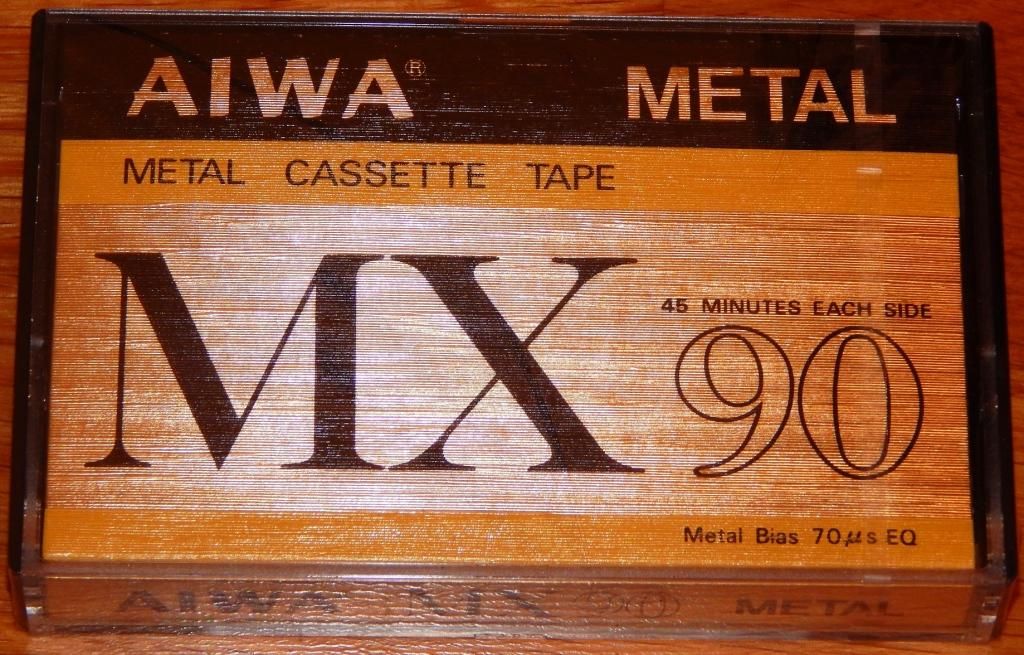 AIWA® METAL
METAL CASSETTE TAPE
MX
45 MINUTES EACH SIDE
90
Metal Bias 70μs EQ
AIWA MX 90 METAL